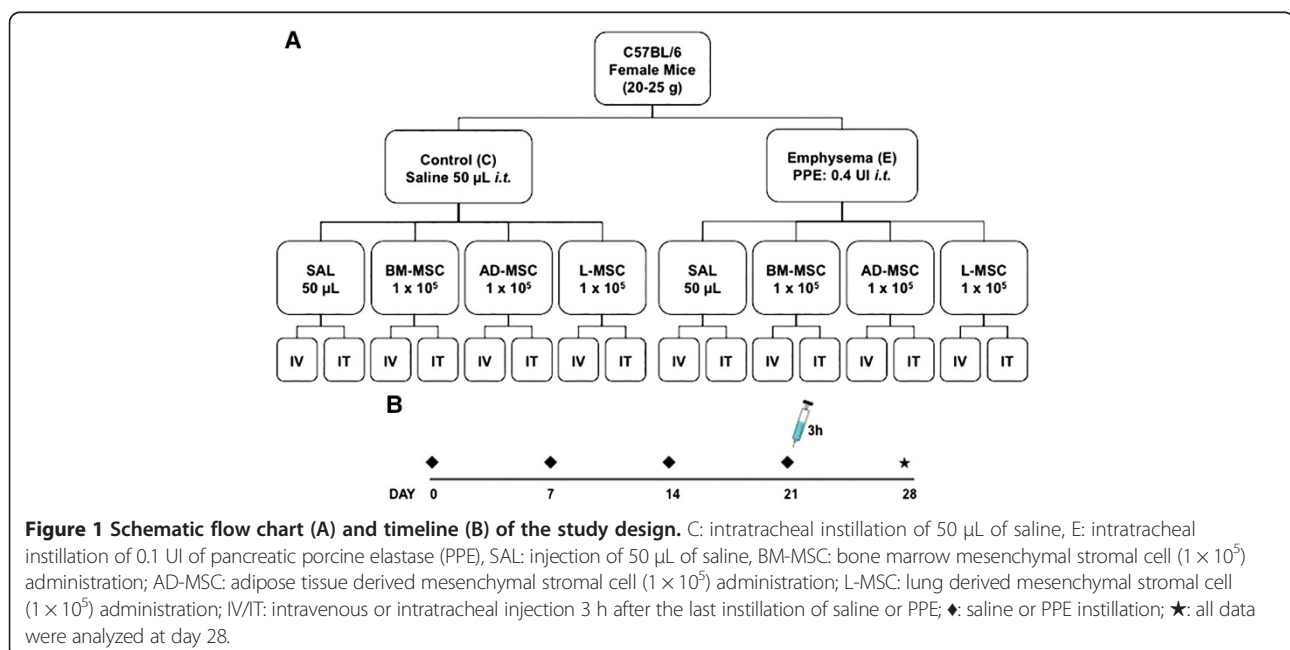 A
C57BL/6
Female Mice
(20-25 g)
Control (C)
Saline 50 µL i.t.
Emphysema (E)
PPE: 0.4 UI i.t.
SAL
50 µL
BM-MSC
1 x 10⁵
AD-MSC
1 x 10⁵
L-MSC
1 x 10⁵
SAL
50 µL
BM-MSC
1 x 10⁵
AD-MSC
1 x 10⁵
L-MSC
1 x 10⁵
IV IT IV IT IV IT IV IT IV IT IV IT IV IT IV IT
B
3h
DAY 0 7 14 21 28
Figure 1 Schematic flow chart (A) and timeline (B) of the study design. C: intratracheal instillation of 50 μL of saline, E: intratracheal
instillation of 0.1 UI of pancreatic porcine elastase (PPE), SAL: injection of 50 μL of saline, BM-MSC: bone marrow mesenchymal stromal cell (1 × 10⁵)
administration; AD-MSC: adipose tissue derived mesenchymal stromal cell (1 × 10⁵) administration; L-MSC: lung derived mesenchymal stromal cell
(1 × 10⁵) administration; IV/IT: intravenous or intratracheal injection 3 h after the last instillation of saline or PPE; ♦: saline or PPE instillation; ★: all data
were analyzed at day 28.